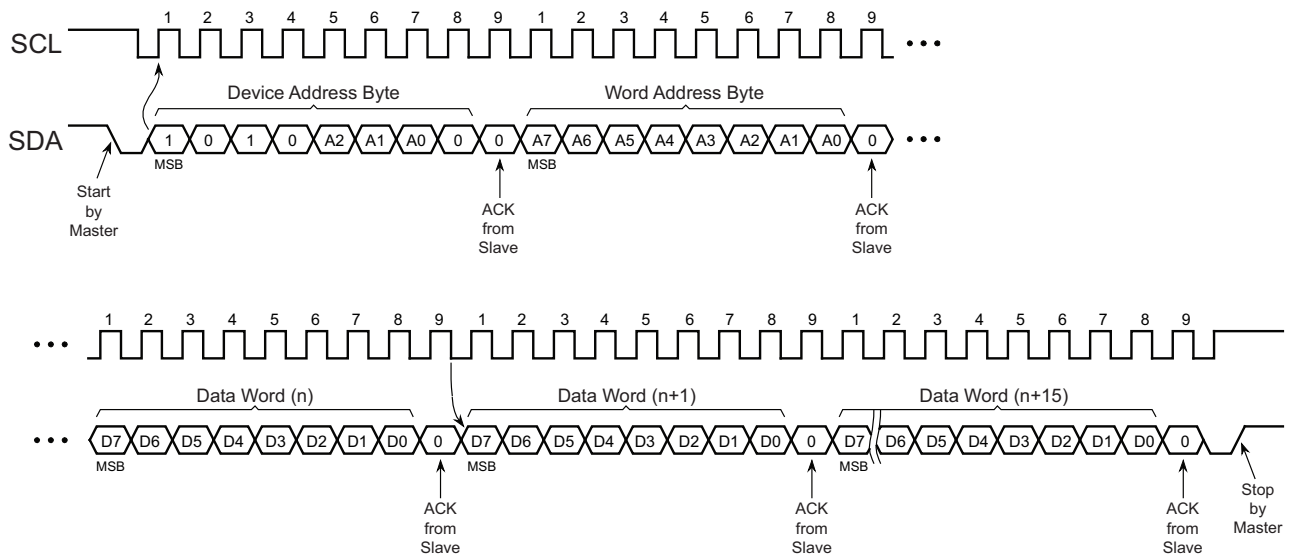 1 2 3 4 5 6 7 8 9 1 2 3 4 5 6 7 8 9
SCL
Device Address Byte Word Address Byte
SDA 1 0 1 0 A2 A1 A0 0 0 A7 A6 A5 A4 A3 A2 A1 A0 0
MSB MSB
Start
by
Master
ACK
from
Slave
ACK
from
Slave
1 2 3 4 5 6 7 8 9 1 2 3 4 5 6 7 8 9 1 2 3 4 5 6 7 8 9
Data Word (n) Data Word (n+1) Data Word (n+15)
D7 D6 D5 D4 D3 D2 D1 D0 0 D7 D6 D5 D4 D3 D2 D1 D0 0 D7 D6 D5 D4 D3 D2 D1 D0 0
MSB MSB MSB
ACK
from
Slave
ACK
from
Slave
ACK
from
Slave
Stop
by
Master